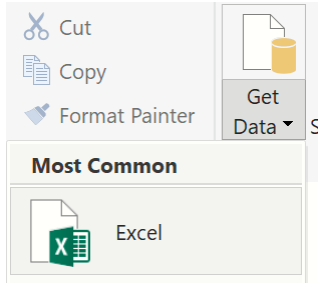 Cut
Copy
Format Painter
Get
Data
Most Common
Excel